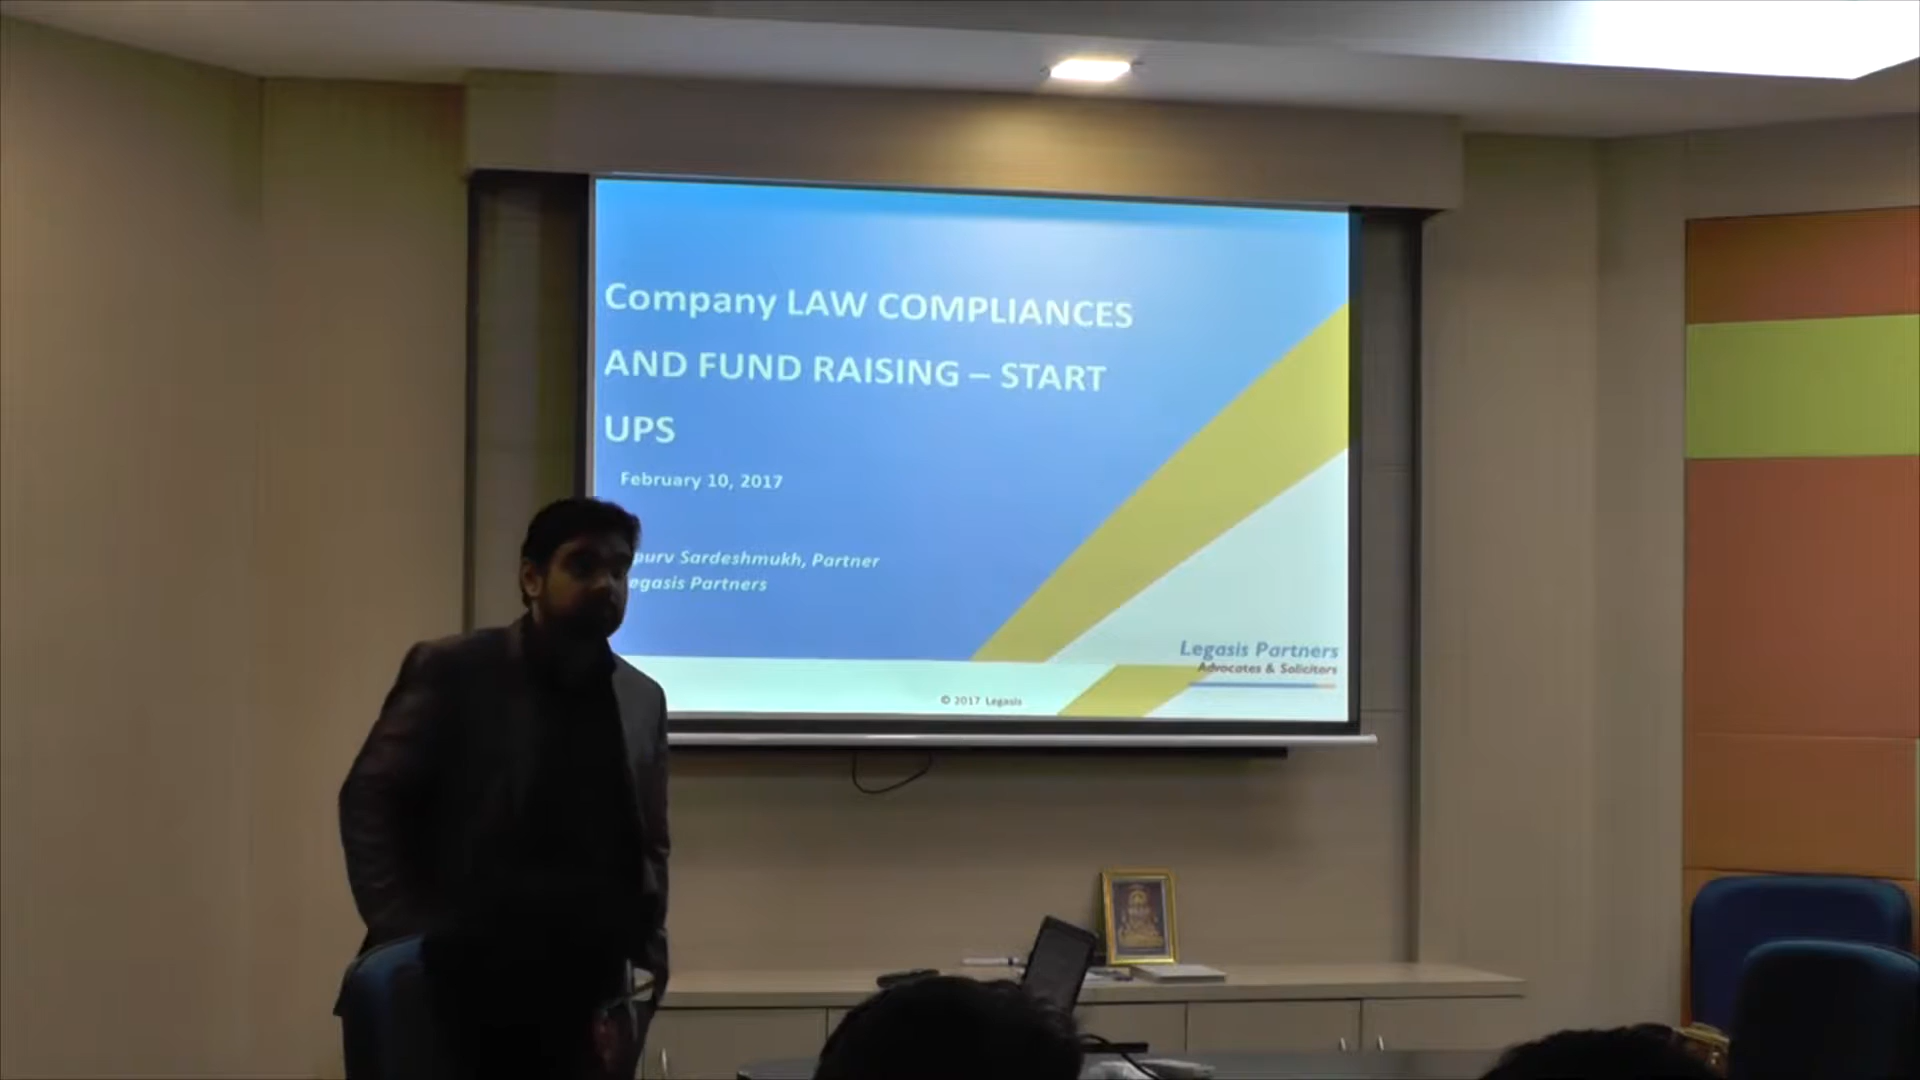 Company LAW COMPLIANCES
AND FUND RAISING – START
UPS
February 10, 2017
purv Sardeshmukh, Partner
egasis Partners
Legasis Partners
Advocates & Solicitors
© 2017 Legasis